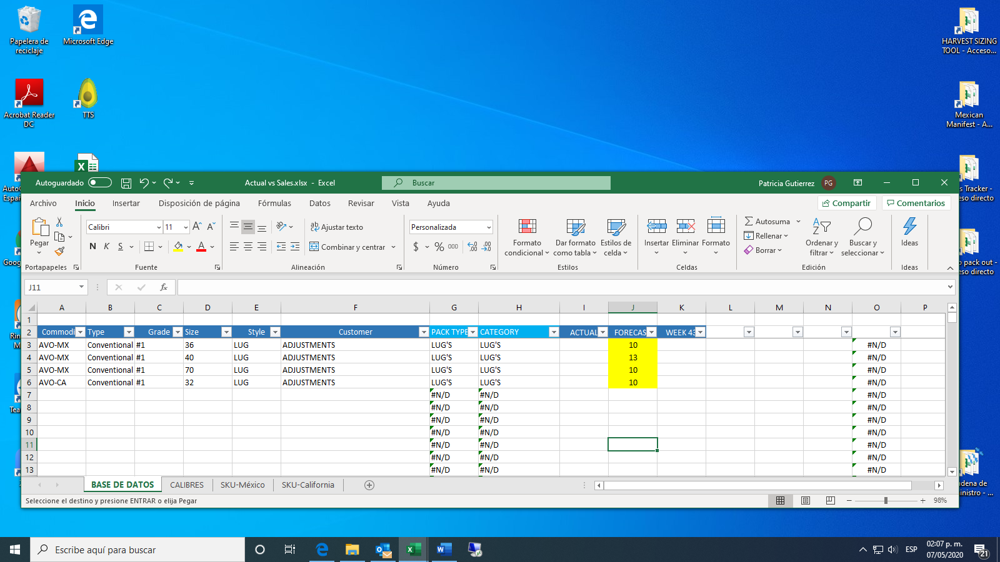 Papelera de
reciclaje
Microsoft Edge
Acrobat Reader
DC
TTS
HARVEST SIZING
TOOL - Acceso...
Mexican
Manifest - A...
Autoguardado
Actual vs Sales.xlsx - Excel
Buscar
Patricia Gutierrez
PG
Archivo
Inicio
Insertar
Disposición de página
Fórmulas
Datos
Revisar
Vista
Ayuda
Compartir
Comentarios
Pegar
Portapapeles
Calibri
11
N K S
Fuente
Ajustar texto
Combinar y centrar
Alineación
Personalizada
$ % 000
Número
Formato
condicional
Dar formato
como tabla
Estilos de
celda
Estilos
Insertar
Eliminar
Formato
Celdas
Autosuma
Rellenar
Borrar
Ordenar y
filtrar
Buscar y
seleccionar
Edición
Ideas
Ideas
J11
fx
A B C D E F G H I J K L M N O P
1
2 Commodi Type Grade Size Style Customer PACK TYPE CATEGORY ACTUAL FORECAS WEEK 43
3 AVO-MX Conventional #1 36 LUG ADJUSTMENTS LUG'S LUG'S 10 #N/D
4 AVO-MX Conventional #1 40 LUG ADJUSTMENTS LUG'S LUG'S 13 #N/D
5 AVO-MX Conventional #1 70 LUG ADJUSTMENTS LUG'S LUG'S 10 #N/D
6 AVO-CA Conventional #1 32 LUG ADJUSTMENTS LUG'S LUG'S 10 #N/D
7 #N/D #N/D #N/D
8 #N/D #N/D #N/D
9 #N/D #N/D #N/D
10 #N/D #N/D #N/D
11 #N/D #N/D #N/D
12 #N/D #N/D #N/D
13 #N/D #N/D #N/D
BASE DE DATOS
CALIBRES
SKU-México
SKU-California
Seleccione el destino y presione ENTRAR o elija Pegar
98%
s Tracker -
eso directo
o pack out -
eso directo
dena de
inistro - ...
Escribe aquí para buscar
ESP
02:07 p. m.
07/05/2020
21